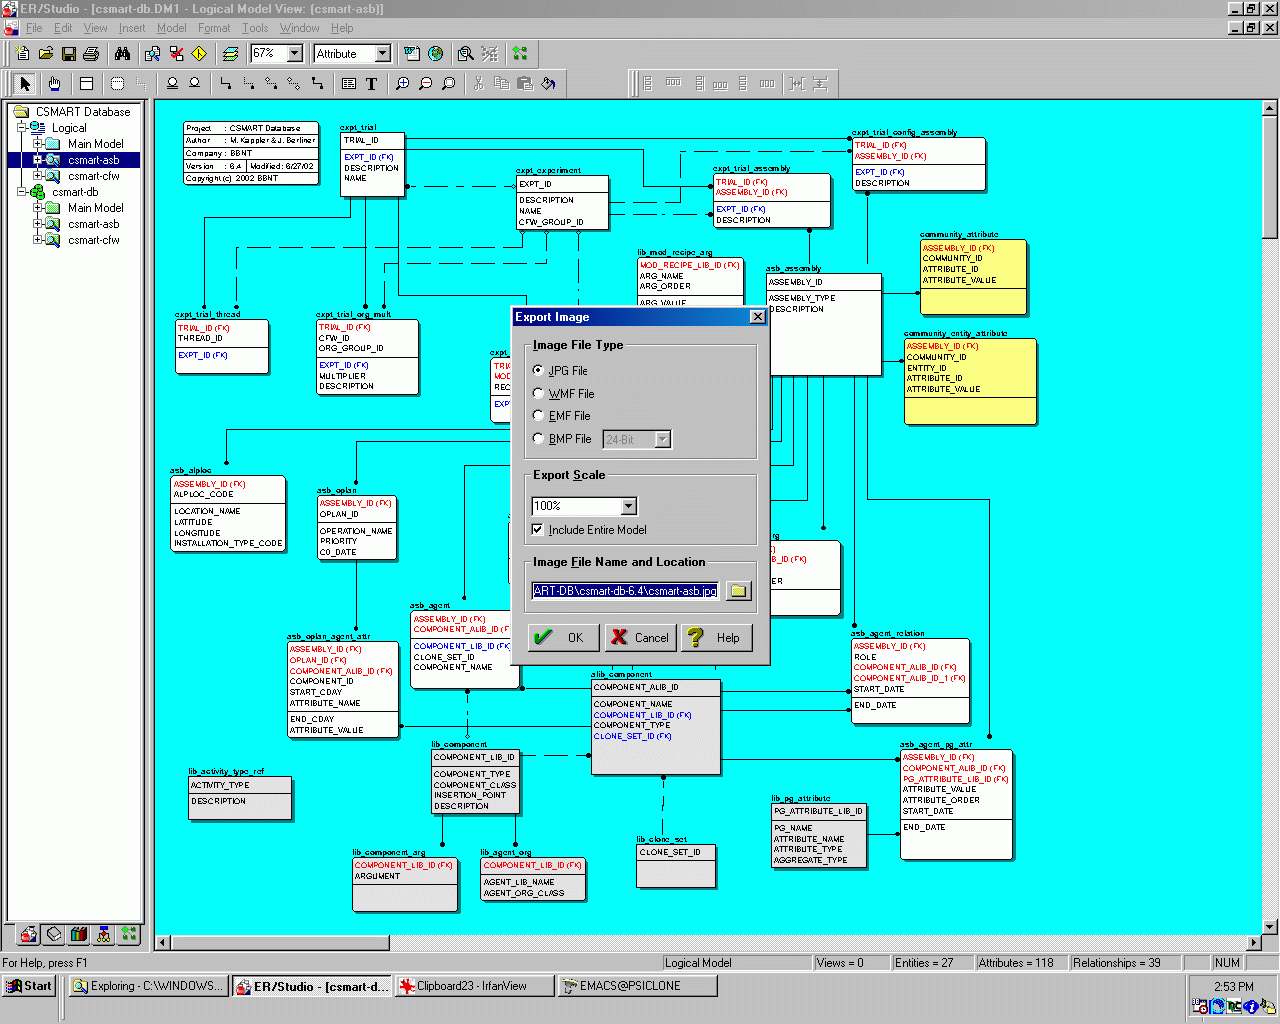 ER/Studio - [csmart-db.DM1 - Logical Model View: (csmart-asb)]
File Edit View Insert Model Format Tools Window Help
67% Attribute
CSMART Database
Logical
Main Model
csmart-asb
csmart-cfw
csmart-db
Main Model
csmart-asb
csmart-cfw
Project : CSMART Database
Author : M. Kappler & J. Berliner
Company : BBNT
Version : 6.4 Modified: 6/27/02
Copyright (c) 2002 BBNT
expt_trial
TRIAL_ID
EXPT_ID (FK)
DESCRIPTION
NAME
expt_experiment
EXPT_ID
DESCRIPTION
NAME
CFW_GROUP_ID
expt_trial_assembly
TRIAL_ID (FK)
ASSEMBLY_ID (FK)
EXPT_ID (FK)
DESCRIPTION
expt_trial_config_assembly
TRIAL_ID (FK)
ASSEMBLY_ID (FK)
EXPT_ID (FK)
DESCRIPTION
lib_mod_recipe_arg
MOD_RECIPE_LIB_ID (FK)
ARG_NAME
ARG_ORDER
ARG_VALUE
asb_assembly
ASSEMBLY_ID
ASSEMBLY_TYPE
DESCRIPTION
community_attribute
ASSEMBLY_ID (FK)
COMMUNITY_ID
ATTRIBUTE_ID
ATTRIBUTE_VALUE
community_entity_attribute
ASSEMBLY_ID (FK)
COMMUNITY_ID
ENTITY_ID
ATTRIBUTE_ID
ATTRIBUTE_VALUE
expt_trial_thread
TRIAL_ID (FK)
THREAD_ID
EXPT_ID (FK)
expt_trial_org_mult
TRIAL_ID (FK)
CFW_ID
ORG_GROUP_ID
EXPT_ID (FK)
MULTIPLIER
DESCRIPTION
expt
TRIA
MOD
REC
EXPT
Export Image
Image File Type
JPG File
WMF File
EMF File
BMP File 24-Bit
Export Scale
100%
Include Entire Model
Image File Name and Location
ART-DB\csmart-db-6.4\csmart-asb.jpg
OK Cancel Help
asb_alploc
ASSEMBLY_ID (FK)
ALPLOC_CODE
LOCATION_NAME
LATITUDE
LONGITUDE
INSTALLATION_TYPE_CODE
asb_oplan
ASSEMBLY_ID (FK)
OPLAN_ID
OPERATION_NAME
PRIORITY
C0_DATE
rg
)
IB_ID (FK)
ER
asb_agent
ASSEMBLY_ID (FK)
COMPONENT_ALIB_ID (F
COMPONENT_LIB_ID (FK)
CLONE_SET_ID
COMPONENT_NAME
asb_oplan_agent_attr
ASSEMBLY_ID (FK)
OPLAN_ID (FK)
COMPONENT_ALIB_ID (FK)
COMPONENT_ID
START_CDAY
ATTRIBUTE_NAME
END_CDAY
ATTRIBUTE_VALUE
asb_agent_relation
ASSEMBLY_ID (FK)
ROLE
COMPONENT_ALIB_ID (FK)
COMPONENT_ALIB_ID_1 (FK)
START_DATE
END_DATE
alib_component
COMPONENT_ALIB_ID
COMPONENT_NAME
COMPONENT_LIB_ID (FK)
COMPONENT_TYPE
CLONE_SET_ID (FK)
lib_component
COMPONENT_LIB_ID
COMPONENT_TYPE
COMPONENT_CLASS
INSERTION_POINT
DESCRIPTION
asb_agent_pg_attr
ASSEMBLY_ID (FK)
COMPONENT_ALIB_ID (FK)
PG_ATTRIBUTE_LIB_ID (FK)
ATTRIBUTE_VALUE
ATTRIBUTE_ORDER
START_DATE
END_DATE
lib_activity_type_ref
ACTIVITY_TYPE
DESCRIPTION
lib_pg_attribute
PG_ATTRIBUTE_LIB_ID
PG_NAME
ATTRIBUTE_NAME
ATTRIBUTE_TYPE
AGGREGATE_TYPE
lib_component_arg
COMPONENT_LIB_ID (FK)
ARGUMENT
lib_agent_org
COMPONENT_LIB_ID (FK)
AGENT_LIB_NAME
AGENT_ORG_CLASS
lib_clone_set
CLONE_SET_ID
For Help, press F1 Logical Model Views = 0 Entities = 27 Attributes = 118 Relationships = 39 NUM
Start Exploring - C:\WINDOWS... ER/Studio - [csmart-d... Clipboard23 - IrfanView EMACS@PSICLONE 2:53 PM